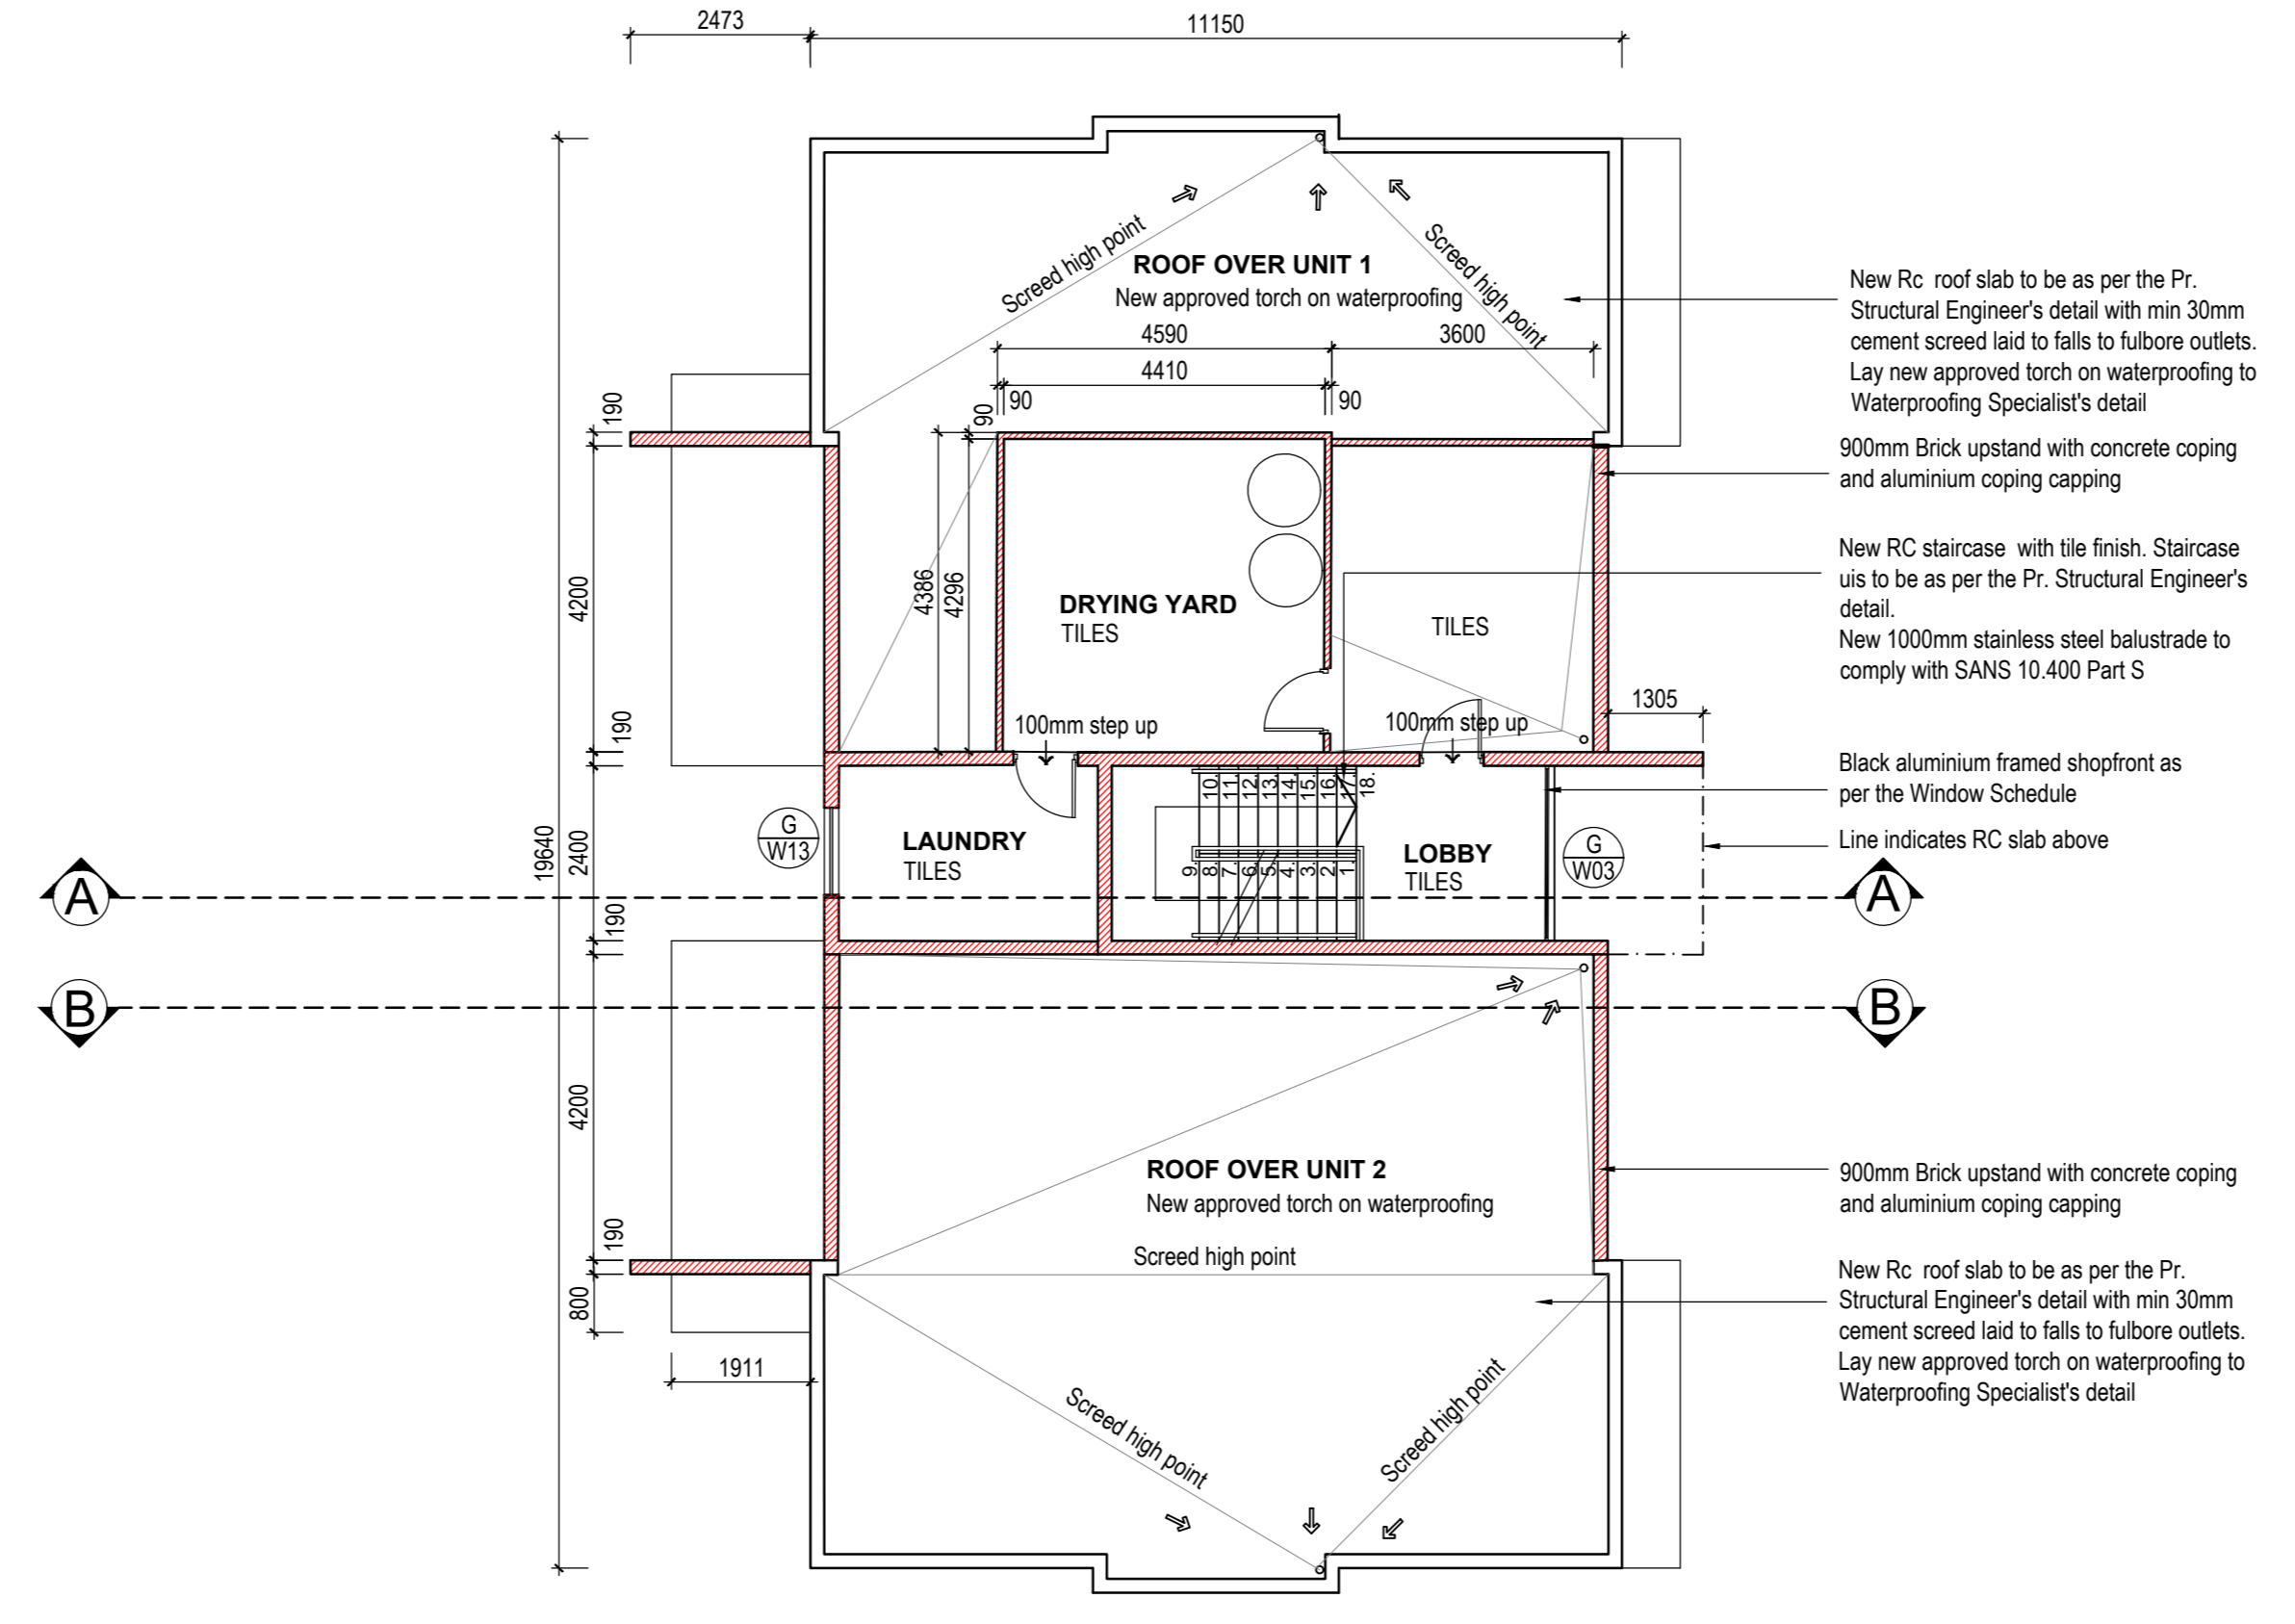 2473
11150
Screed high point
ROOF OVER UNIT 1
New approved torch on waterproofing
Screed high point
4590
3600
4410
90
90
90
New Rc roof slab to be as per the Pr.
Structural Engineer's detail with min 30mm
cement screed laid to falls to fulbore outlets.
Lay new approved torch on waterproofing to
Waterproofing Specialist's detail
900mm Brick upstand with concrete coping
and aluminium coping capping
190
4200
4386
4296
DRYING YARD
TILES
TILES
New RC staircase with tile finish. Staircase
uis to be as per the Pr. Structural Engineer's
detail.
New 1000mm stainless steel balustrade to
comply with SANS 10.400 Part S
1305
190
100mm step up
100mm step up
Black aluminium framed shopfront as
per the Window Schedule
Line indicates RC slab above
19640
2400
G
W13
LAUNDRY
TILES
10.
11.
12.
13.
14.
15.
16.
17.
18.
9.
8.
7.
6.
5.
4.
3.
2.
1.
LOBBY
TILES
G
W03
A
A
190
B
B
4200
ROOF OVER UNIT 2
New approved torch on waterproofing
900mm Brick upstand with concrete coping
and aluminium coping capping
190
Screed high point
800
1911
New Rc roof slab to be as per the Pr.
Structural Engineer's detail with min 30mm
cement screed laid to falls to fulbore outlets.
Lay new approved torch on waterproofing to
Waterproofing Specialist's detail
Screed high point
Screed high point